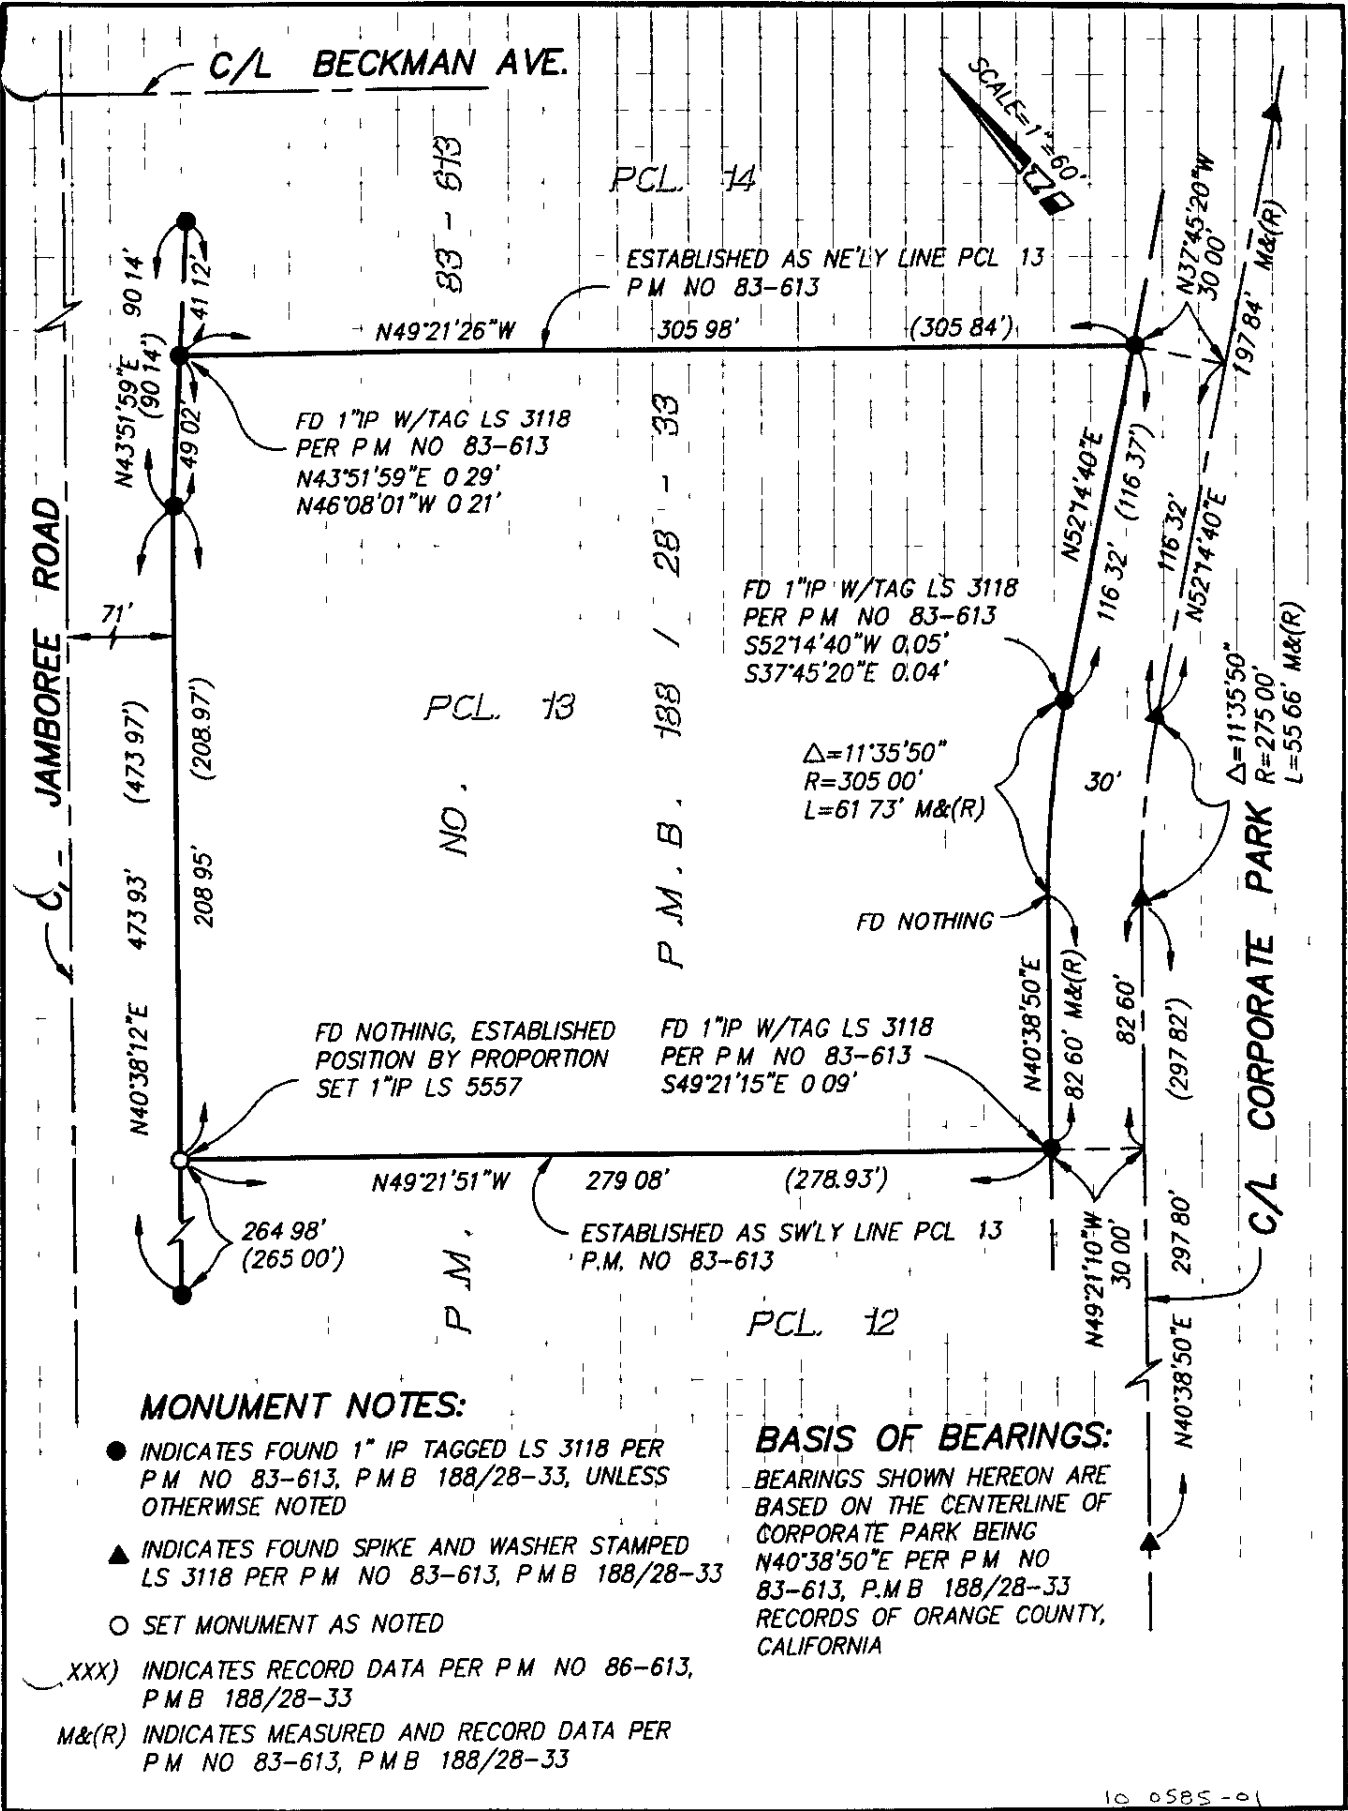 C/L BECKMAN AVE.
SCALE=1"=60'
PCL. 14
83-613
ESTABLISHED AS NE'LY LINE PCL 13
P M NO 83-613
N37°45'20"W
30 00'
197 84' M&(R)
90 14'
41 12'
N49°21'26"W 305 98' (305 84')
N43°51'59"E
(90 14')
49 02'
FD 1"IP W/TAG LS 3118
PER P M NO 83-613
N43°51'59"E 0 29'
N46°08'01"W 0 21'
N52°14'40"E
116 32' (116 37')
116 32'
N52°14'40"E
JAMBOREE ROAD
71'
FD 1"IP W/TAG LS 3118
PER P M NO 83-613
S52°14'40"W 0.05'
S37°45'20"E 0.04'
Δ=11°35'50"
R=275 00'
L=55 66' M&(R)
PCL. 13
P.M.B. 188 / 28 - 33
P M. NO.
Δ=11°35'50"
R=305 00'
L=61 73' M&(R)
30'
N40°38'12"E 473 93' (473 97')
208 95' (208.97')
FD NOTHING
N40°38'50"E
82 60' M&(R)
82 60'
(297 82')
C/L CORPORATE PARK
FD NOTHING, ESTABLISHED
POSITION BY PROPORTION
SET 1"IP LS 5557
FD 1"IP W/TAG LS 3118
PER P M NO 83-613
S49°21'15"E 0 09'
N49°21'51"W 279 08' (278.93')
264 98'
(265 00')
ESTABLISHED AS SW'LY LINE PCL 13
P.M. NO 83-613
N49°21'10"W
30 00'
297 80'
N40°38'50"E
PCL. 12
MONUMENT NOTES:
INDICATES FOUND 1" IP TAGGED LS 3118 PER
P M NO 83-613, P M B 188/28-33, UNLESS
OTHERWISE NOTED
INDICATES FOUND SPIKE AND WASHER STAMPED
LS 3118 PER P M NO 83-613, P M B 188/28-33
SET MONUMENT AS NOTED
XXX) INDICATES RECORD DATA PER P M NO 86-613,
P M B 188/28-33
M&(R) INDICATES MEASURED AND RECORD DATA PER
P M NO 83-613, P M B 188/28-33
BASIS OF BEARINGS:
BEARINGS SHOWN HEREON ARE
BASED ON THE CENTERLINE OF
CORPORATE PARK BEING
N40°38'50"E PER P M NO
83-613, P.M B 188/28-33
RECORDS OF ORANGE COUNTY,
CALIFORNIA
10 0585-01